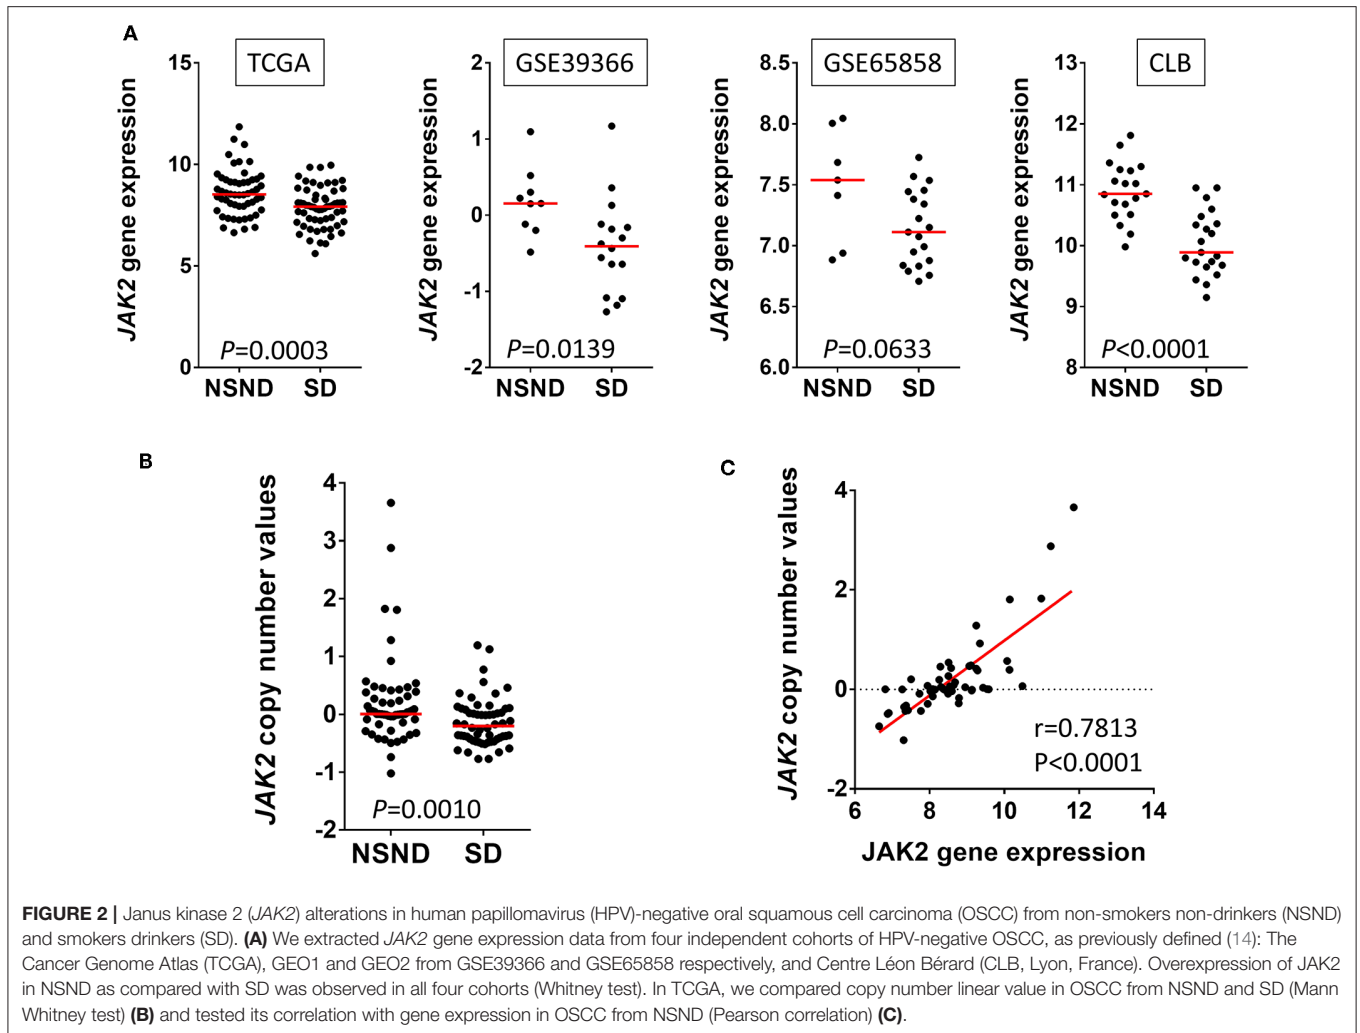 A
TCGA
JAK2 gene expression
15
10
5
0
P=0.0003
NSND SD
GSE39366
JAK2 gene expression
2
1
0
-1
-2
P=0.0139
NSND SD
GSE65858
JAK2 gene expression
8.5
8.0
7.5
7.0
6.5
6.0
P=0.0633
NSND SD
CLB
JAK2 gene expression
13
12
11
10
9
8
P<0.0001
NSND SD
B
JAK2 copy number values
4
3
2
1
0
-1
-2
P=0.0010
NSND SD
C
JAK2 copy number values
4
2
0
-2
r=0.7813
P<0.0001
6 8 10 12 14
JAK2 gene expression
FIGURE 2 | Janus kinase 2 (JAK2) alterations in human papillomavirus (HPV)-negative oral squamous cell carcinoma (OSCC) from non-smokers non-drinkers (NSND)
and smokers drinkers (SD). (A) We extracted JAK2 gene expression data from four independent cohorts of HPV-negative OSCC, as previously defined (14): The
Cancer Genome Atlas (TCGA), GEO1 and GEO2 from GSE39366 and GSE65858 respectively, and Centre Léon Bérard (CLB, Lyon, France). Overexpression of JAK2
in NSND as compared with SD was observed in all four cohorts (Whitney test). In TCGA, we compared copy number linear value in OSCC from NSND and SD (Mann
Whitney test) (B) and tested its correlation with gene expression in OSCC from NSND (Pearson correlation) (C).